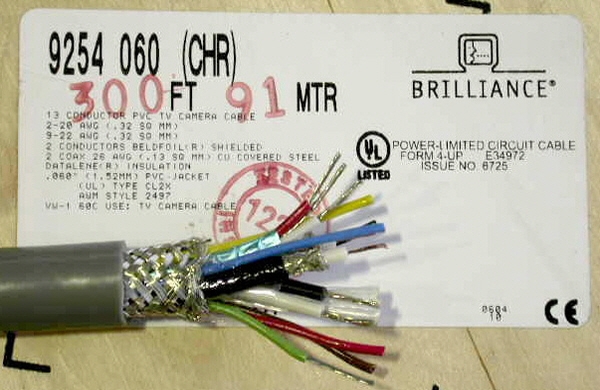 9254 060 (CHR)
300 FT 91 MTR
BRILLIANCE®
13 CONDUCTOR PVC TV CAMERA CABLE
2-20 AWG (.32 SQ MM)
9-22 AWG (.32 SQ MM)
2 CONDUCTORS BELDFOIL(R) SHIELDED
2 COAX 26 AWG (.13 SQ MM) CU COVERED STEEL
DATALENE(R) INSULATION
.060" (1.52MM) PVC-JACKET
(UL) TYPE CL2X
AWM STYLE 2497
VW-1 60C USE: TV CAMERA CABLE
UL
LISTED
POWER-LIMITED CIRCUIT CABLE
FORM 4-UP E34972
ISSUE NO. 6725
TESTED
0604
10
CE